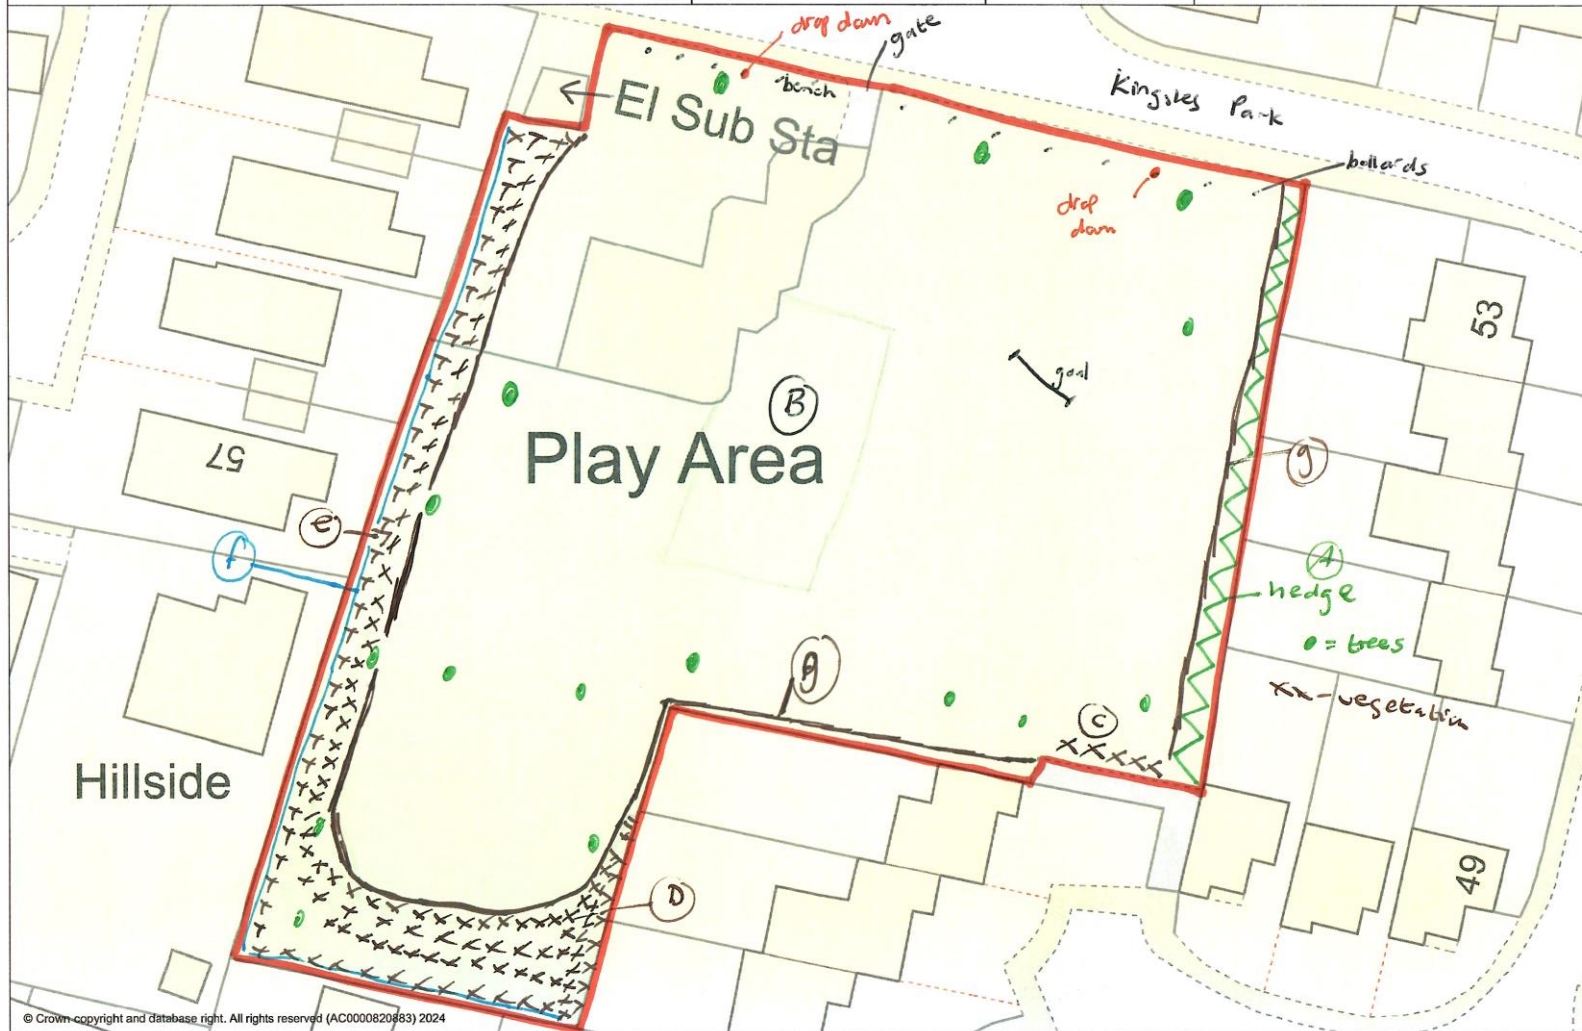 drop down
gate
bench
Kingsley Park
El Sub Sta
bollards
drop
down
53
goal
B
Play Area
57
g
e
f
A
hedge
= trees
xx - vegetation
g
C
Hillside
D
49
© Crown copyright and database right. All rights reserved (AC0000820883) 2024